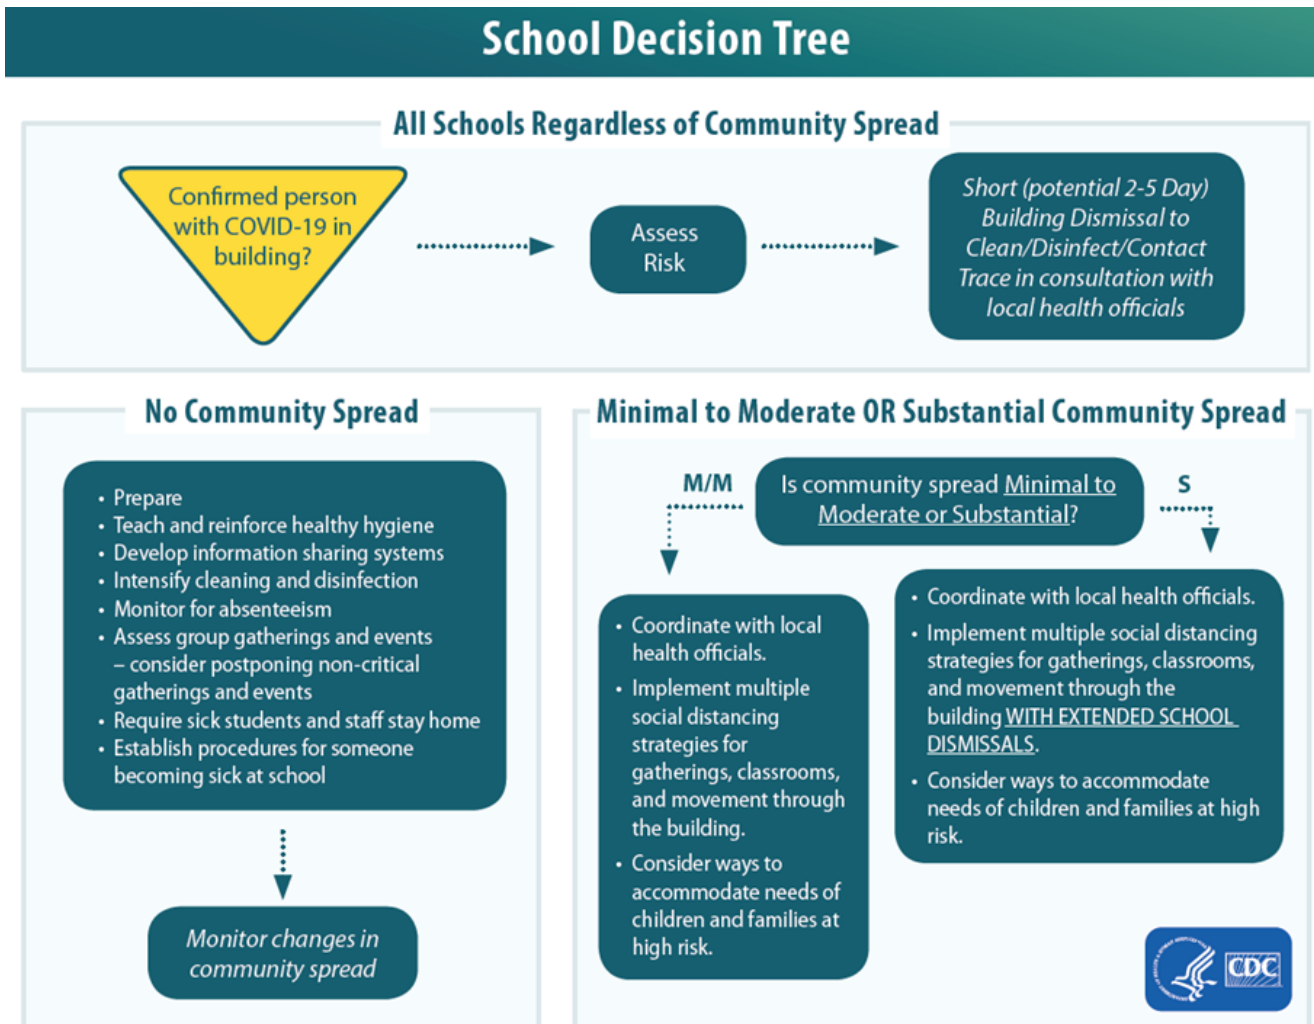 School Decision Tree
All Schools Regardless of Community Spread
Confirmed person
with COVID-19 in
building?
Assess
Risk
Short (potential 2-5 Day)
Building Dismissal to
Clean/Disinfect/Contact
Trace in consultation with
local health officials
No Community Spread
• Prepare
• Teach and reinforce healthy hygiene
• Develop information sharing systems
• Intensify cleaning and disinfection
• Monitor for absenteeism
• Assess group gatherings and events
– consider postponing non-critical
gatherings and events
• Require sick students and staff stay home
• Establish procedures for someone
becoming sick at school
Monitor changes in
community spread
Minimal to Moderate OR Substantial Community Spread
M/M
Is community spread Minimal to
Moderate or Substantial?
S
• Coordinate with local
health officials.
• Implement multiple
social distancing
strategies for
gatherings, classrooms,
and movement through
the building.
• Consider ways to
accommodate needs of
children and families at
high risk.
• Coordinate with local health officials.
• Implement multiple social distancing
strategies for gatherings, classrooms,
and movement through the
building WITH EXTENDED SCHOOL
DISMISSALS.
• Consider ways to accommodate
needs of children and families at high
risk.
CDC